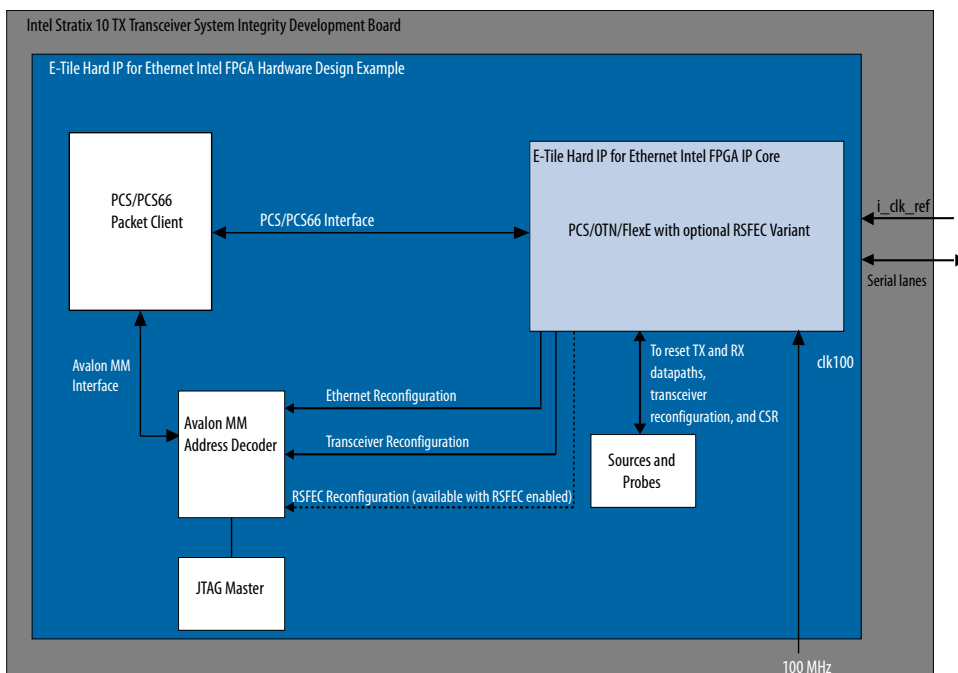 Intel Stratix 10 TX Transceiver System Integrity Development Board
E-Tile Hard IP for Ethernet Intel FPGA Hardware Design Example
PCS/PCS66
Packet Client
PCS/PCS66 Interface
E-Tile Hard IP for Ethernet Intel FPGA IP Core
PCS/OTN/FlexE with optional RSFEC Variant
i_clk_ref
Serial lanes
Avalon MM
Interface
Avalon MM
Address Decoder
Ethernet Reconfiguration
Transceiver Reconfiguration
RSFEC Reconfiguration (available with RSFEC enabled)
To reset TX and RX
datapaths,
transceiver
reconfiguration, and CSR
clk100
Sources and
Probes
JTAG Master
100 MHz